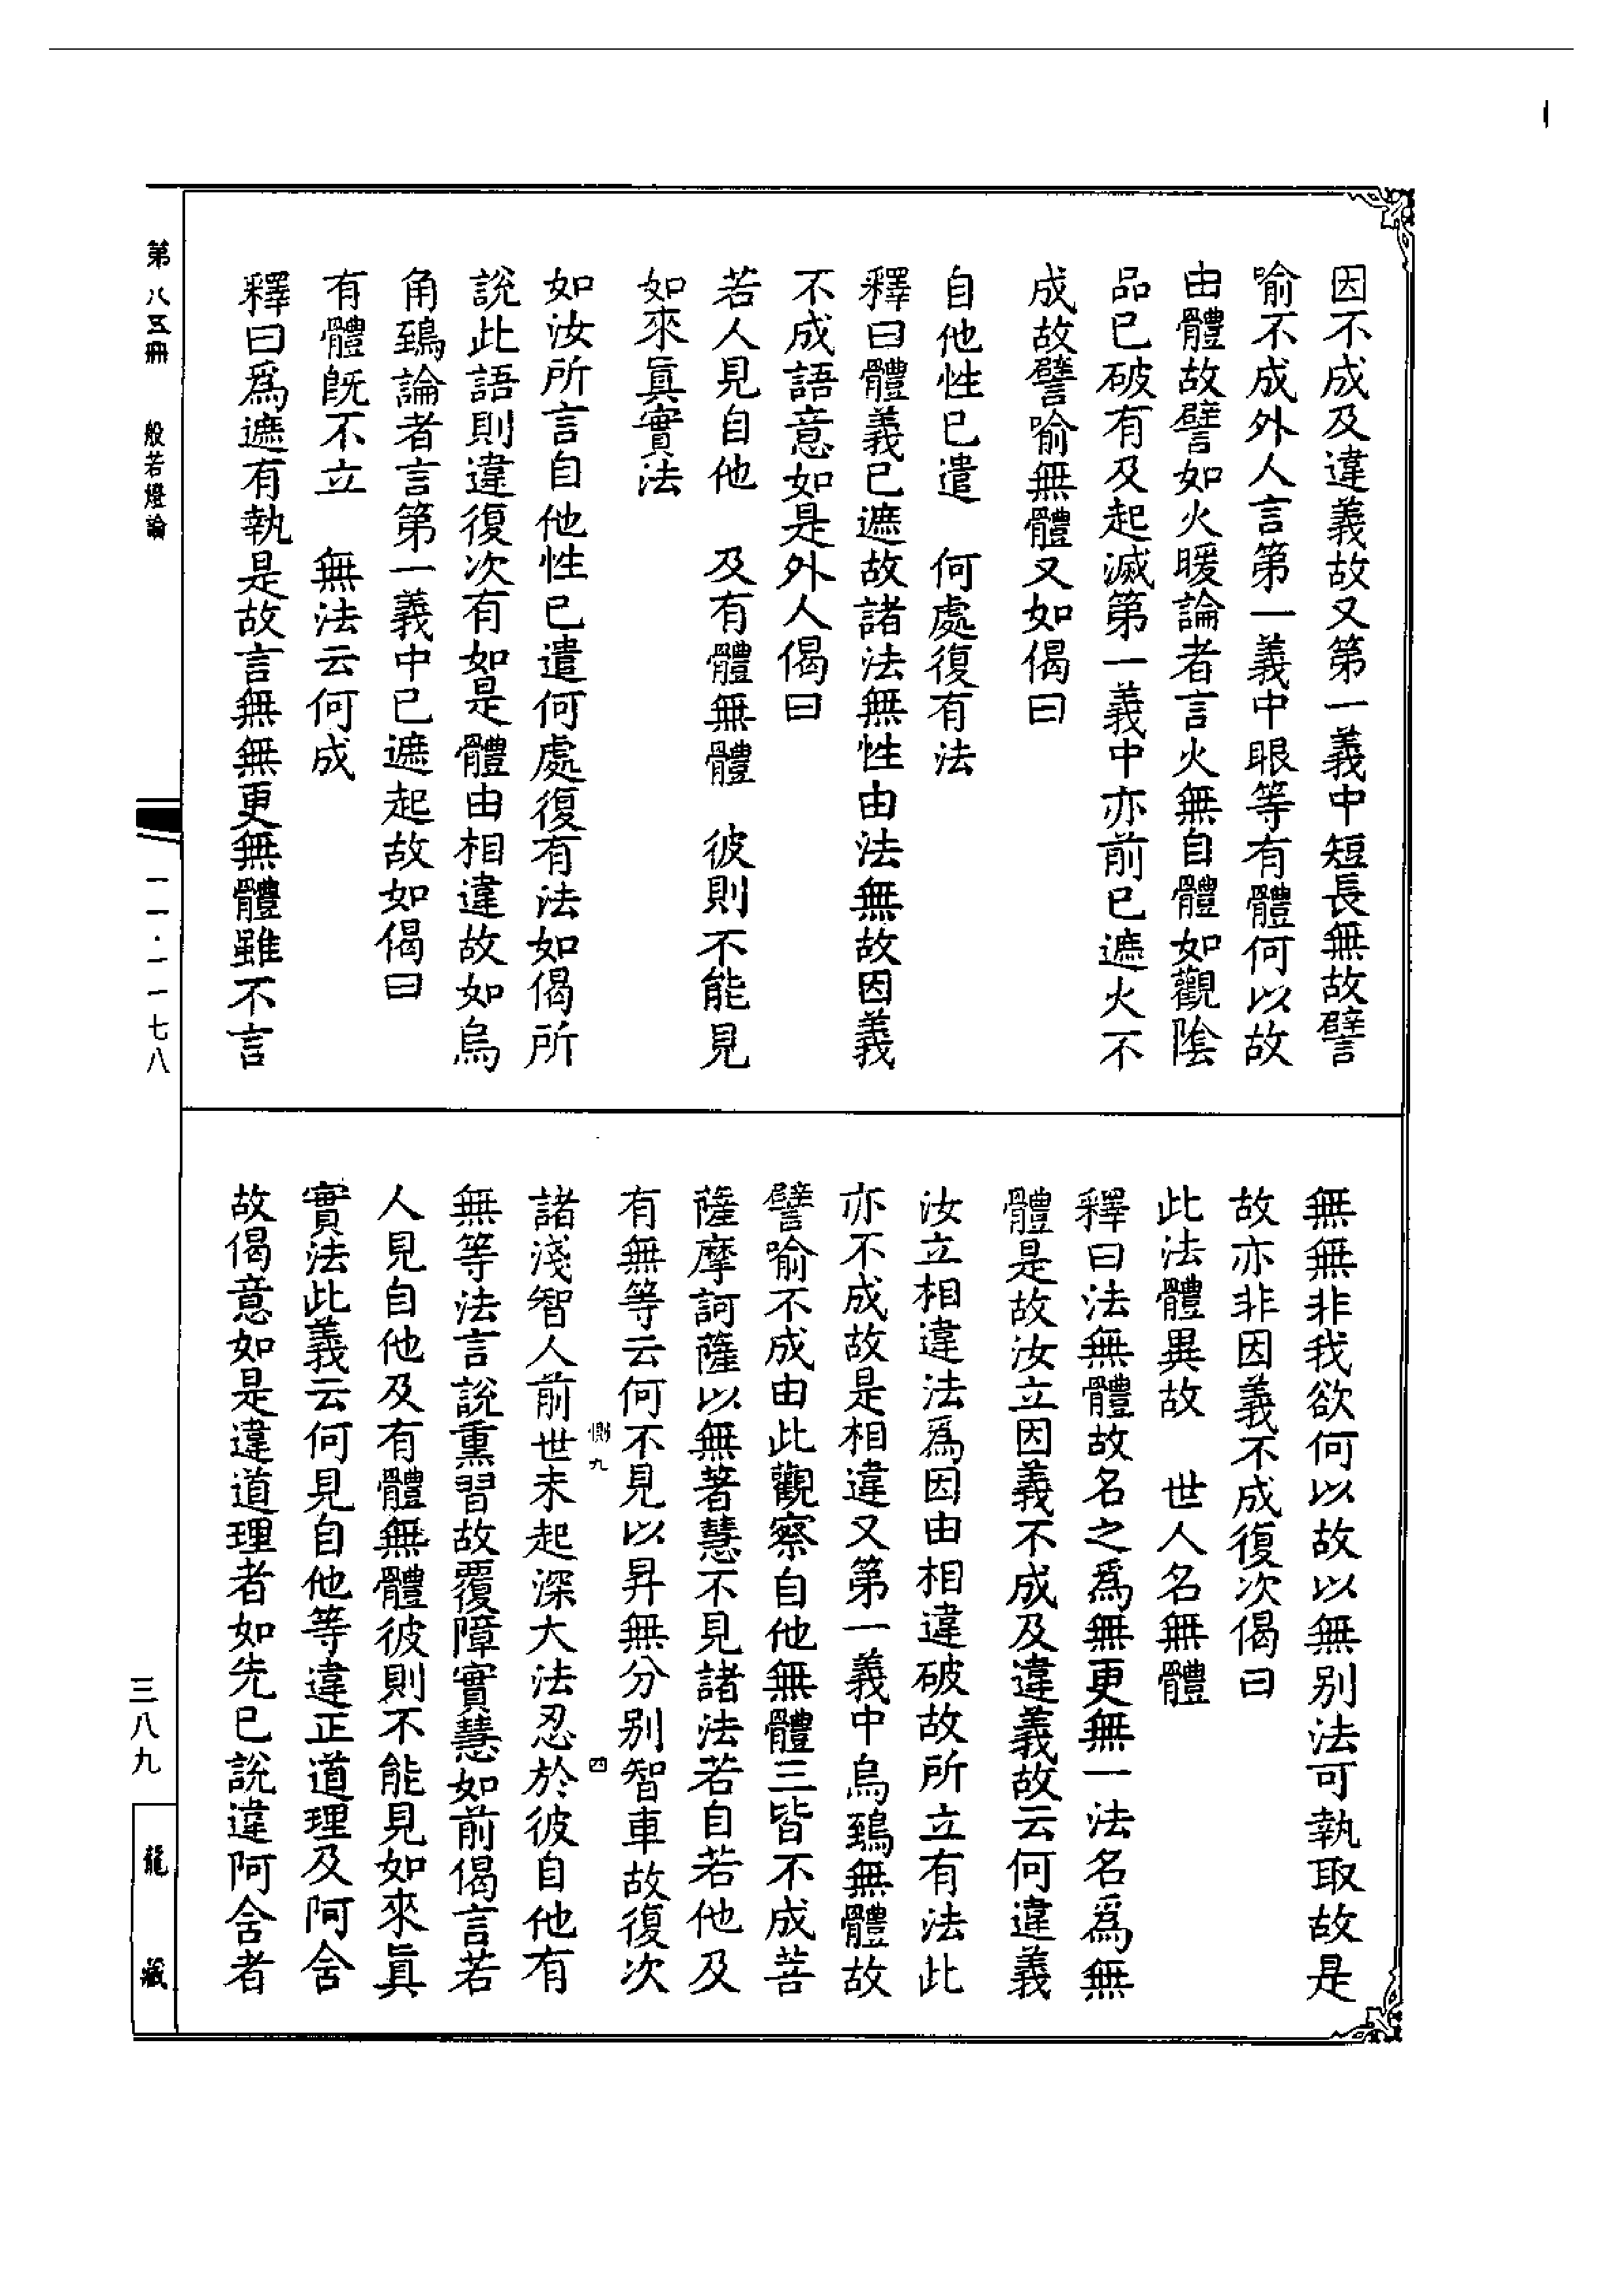 因不成及違義故又第一義中短長無故譬
喻不成外人言第一義中眼等有體何以故
由體故譬如火暖論者言火無自體如觀陰
品已破有及起滅第一義中亦前已遮火不
成故譬喻無體又如偈曰
自他性已遣　何處復有法
釋曰體義已遮故諸法無性由法無故因義
不成語意如是外人偈曰
若人見自他　及有體無體　彼則不能見
如來眞實法
如汝所言自他性已遣何處復有法如偈所
說此語則違復次有如是體由相違故如烏
角鵄論者言第一義中已遮起故如偈曰
有體旣不立　無法云何成
釋曰爲遮有執是故言無無更無體雖不言
無無非我欲何以故以無别法可執取故是
故亦非因義不成復次偈曰
此法體異故　世人名無體
釋曰法無體故名之爲無更無一法名爲無
體是故汝立因義不成及違義故云何違義
汝立相違法爲因由相違破故所立有法此
亦不成故是相違又第一義中烏鵄無體故
譬喻不成由此觀察自他無體三皆不成菩
薩摩訶薩以無著慧不見諸法若自若他及
有無等云何不見以昇無分别智車故復次
惻九
四
諸淺智人前世未起深大法忍於彼自他有
無等法言說熏習故覆障實慧如前偈言若
人見自他及有體無體彼則不能見如來眞
實法此義云何見自他等違正道理及阿舍
故偈意如是違道理者如先已說違阿舍者
第八五冊　般若燈論
一一·一一七八
三八九
龍藏